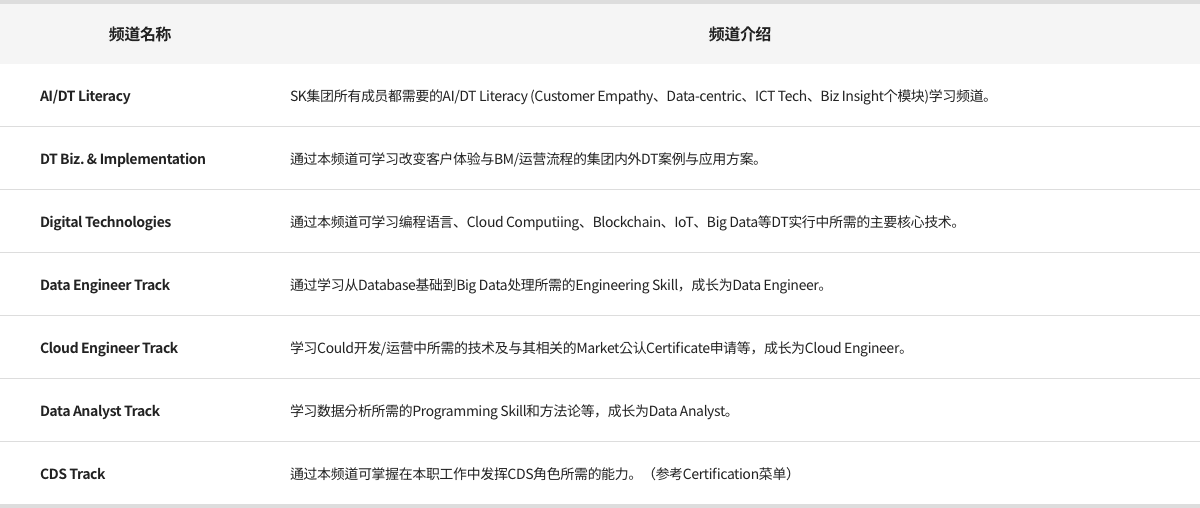 频道名称 频道介绍
AI/DT Literacy SK集团所有成员都需要的AI/DT Literacy (Customer Empathy、Data-centric、ICT Tech、Biz Insight个模块)学习频道。
DT Biz. & Implementation 通过本频道可学习改变客户体验与BM/运营流程的集团内外DT案例与应用方案。
Digital Technologies 通过本频道可学习编程语言、Cloud Computiing、Blockchain、IoT、Big Data等DT实行中所需的主要核心技术。
Data Engineer Track 通过学习从Database基础到Big Data处理所需的Engineering Skill，成长为Data Engineer。
Cloud Engineer Track 学习Could开发/运营中所需的技术及与其相关的Market公认Certificate申请等，成长为Cloud Engineer。
Data Analyst Track 学习数据分析所需的Programming Skill和方法论等，成长为Data Analyst。
CDS Track 通过本频道可掌握在本职工作中发挥CDS角色所需的能力。（参考Certification菜单）